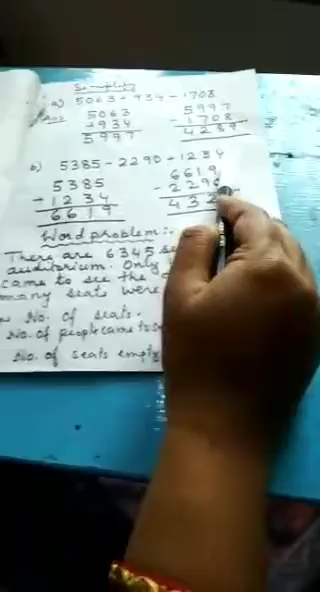 Simplify
a) 5063 + 934 - 1708
5063
+ 934
5997
5997
- 1708
4289
b) 5385 - 2290 + 1234
5385
+ 1234
6619
6619
- 229
432
Word problem:-
There are 6345
auditorium. Only
came to see the
many seats were
No. of seats.
No. of people came to
No. of seats empty